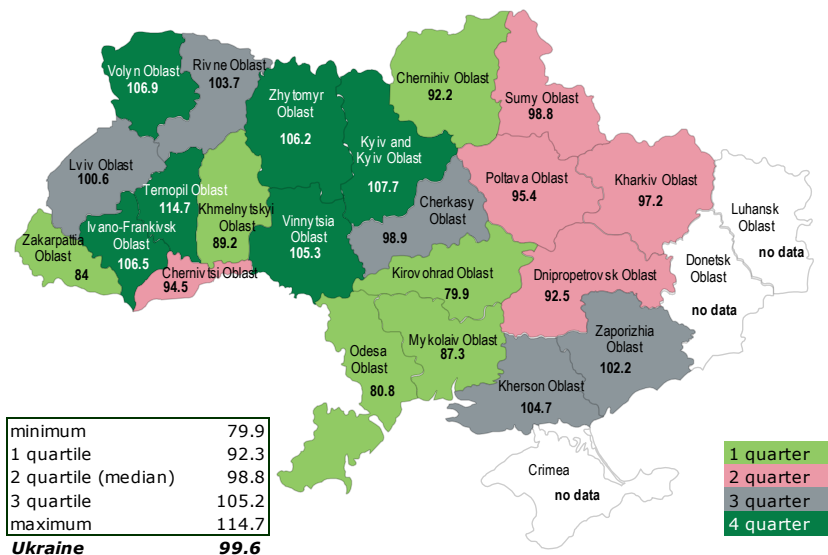 Volyn Oblast
106.9
Rivne Oblast
103.7
Zhytomyr
Oblast
106.2
Kyiv and
Kyiv Oblast
107.7
Chernihiv Oblast
92.2
Sumy Oblast
98.8
Lviv Oblast
100.6
Ternopil Oblast
114.7
Khmelnytskyi
Oblast
89.2
Vinnytsia
Oblast
105.3
Cherkasy
Oblast
98.9
Poltava Oblast
95.4
Kharkiv Oblast
97.2
Luhansk
Oblast
no data
Donetsk
Oblast
no data
Zakarpattia
Oblast
84
Ivano-Frankivsk
Oblast
106.5
Chernivtsi Oblast
94.5
Kirovohrad Oblast
79.9
Dnipropetrovsk Oblast
92.5
Zaporizhia
Oblast
102.2
Odesa
Oblast
80.8
Mykolaiv Oblast
87.3
Kherson Oblast
104.7
Crimea
no data
minimum 79.9
1 quartile 92.3
2 quartile (median) 98.8
3 quartile 105.2
maximum 114.7
Ukraine 99.6
1 quarter
2 quarter
3 quarter
4 quarter